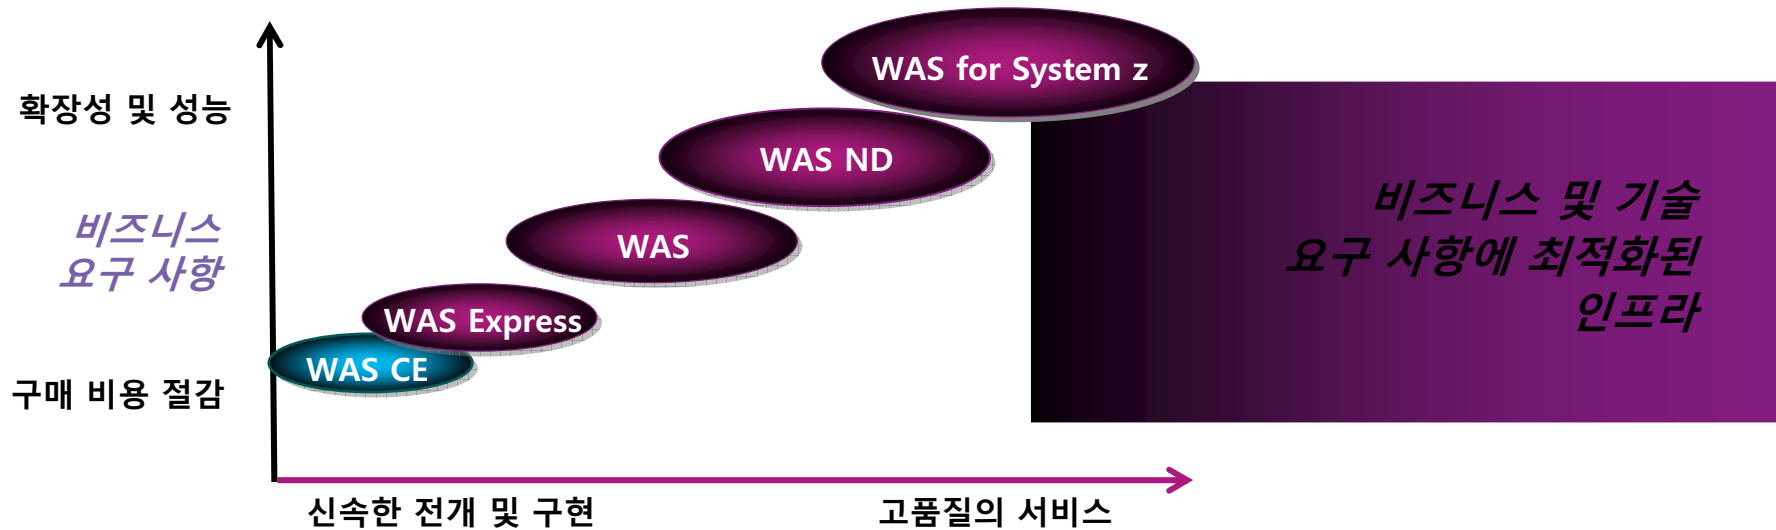 WAS for System z
확장성 및 성능
WAS ND
비즈니스
요구 사항
WAS
WAS Express
WAS CE
구매 비용 절감
비즈니스 및 기술
요구 사항에 최적화된
인프라
신속한 전개 및 구현
고품질의 서비스